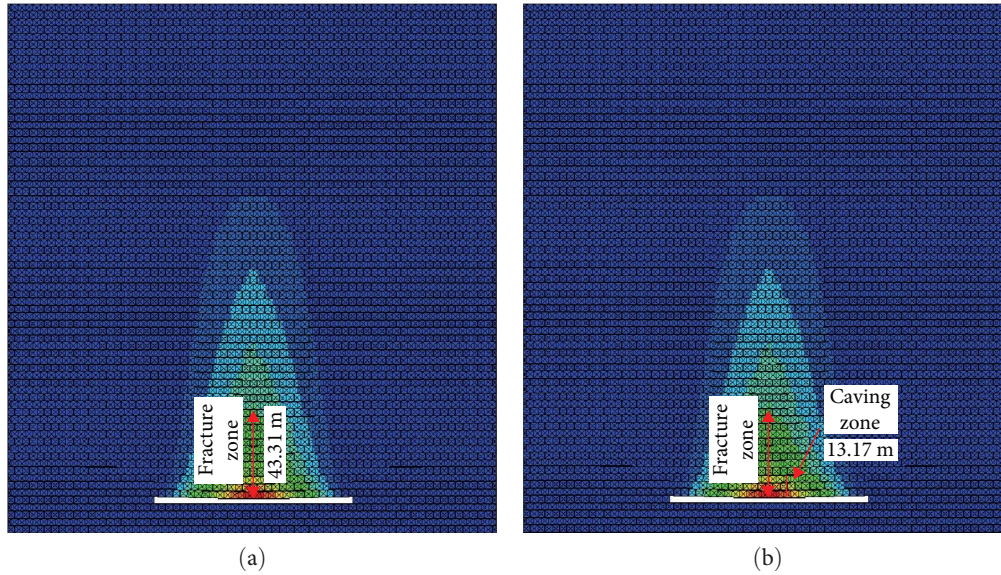 Fracture
zone
43.31 m
(a)
Fracture
zone
Caving
zone
13.17 m
(b)